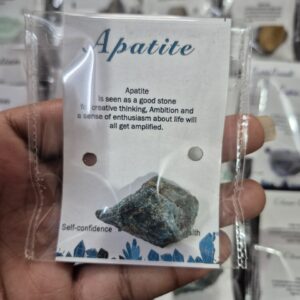 Apatite
Apatite
is seen as a good stone
creative thinking, Ambition and
a sense of enthusiasm about life will
all get amplified.
Self-confidence